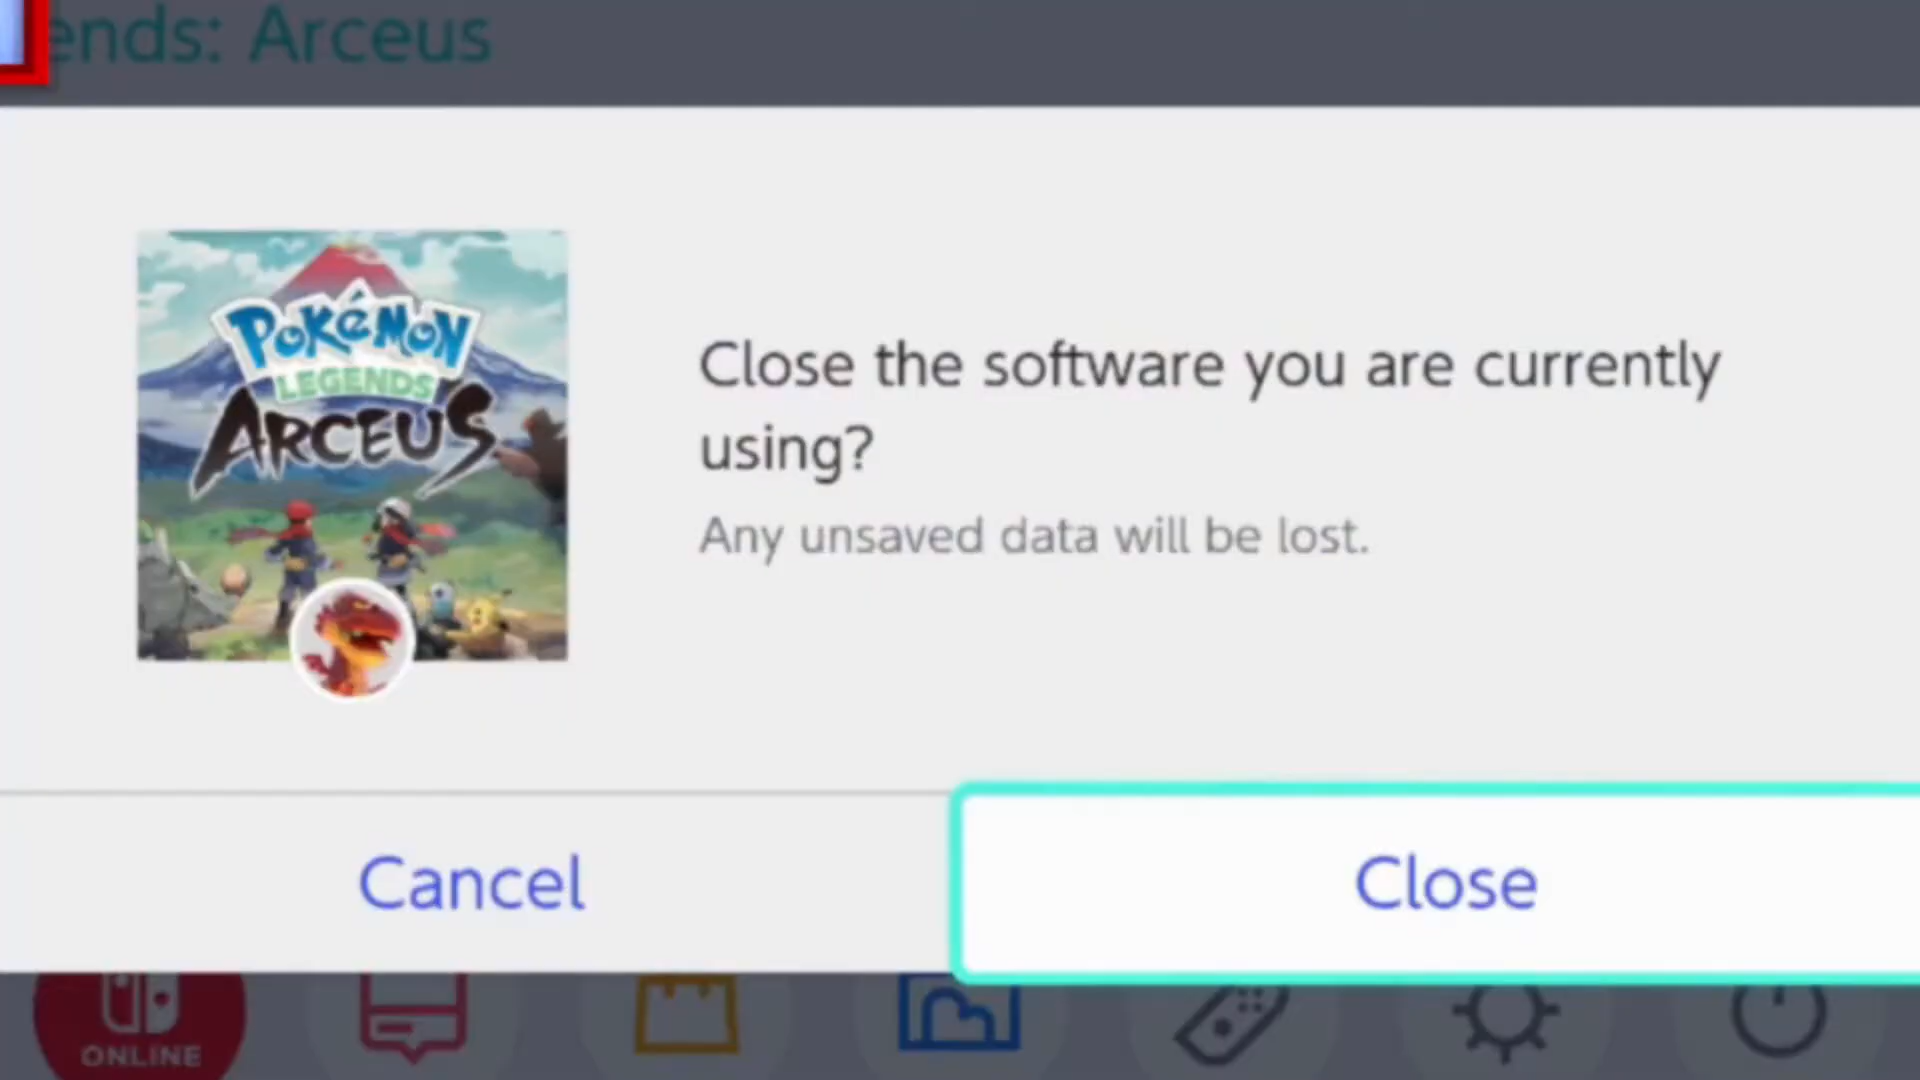 ends: Arceus
POKéMON
LEGENDS
ARCEUS
Close the software you are currently
using?
Any unsaved data will be lost.
Cancel
Close
ONLINE